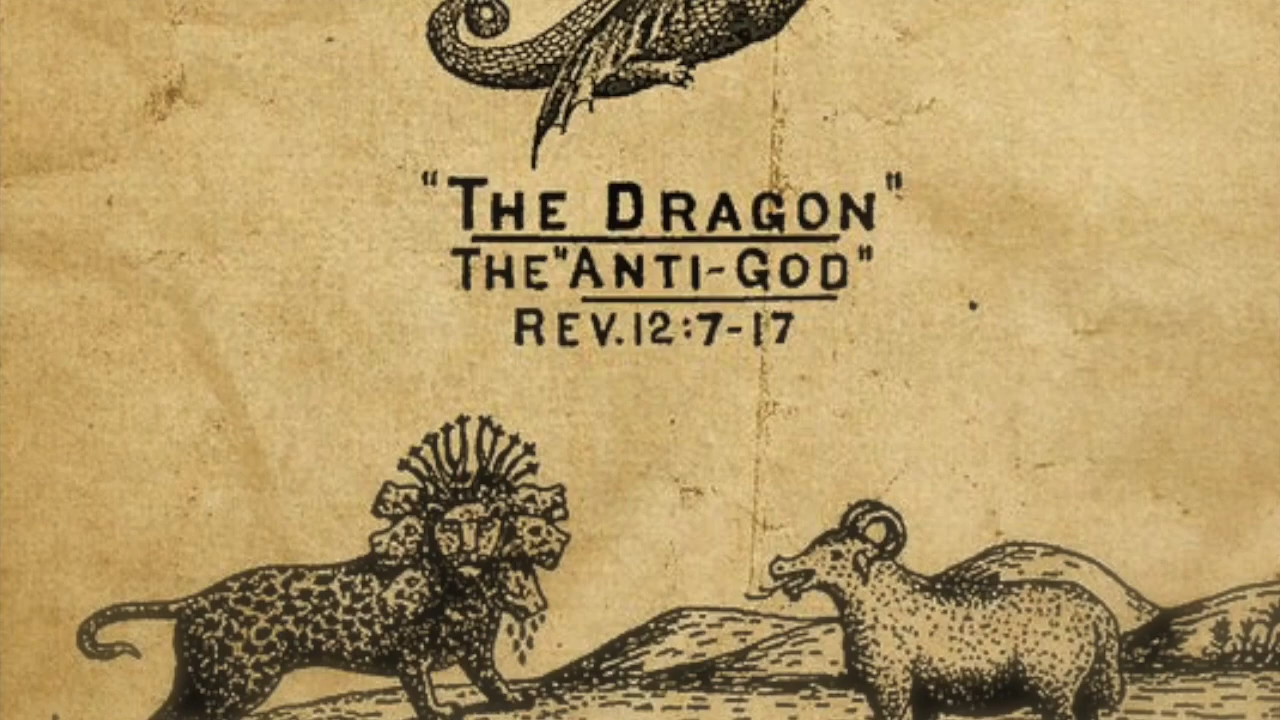 "THE DRAGON"
THE "ANTI-GOD"
REV. 12:7-17